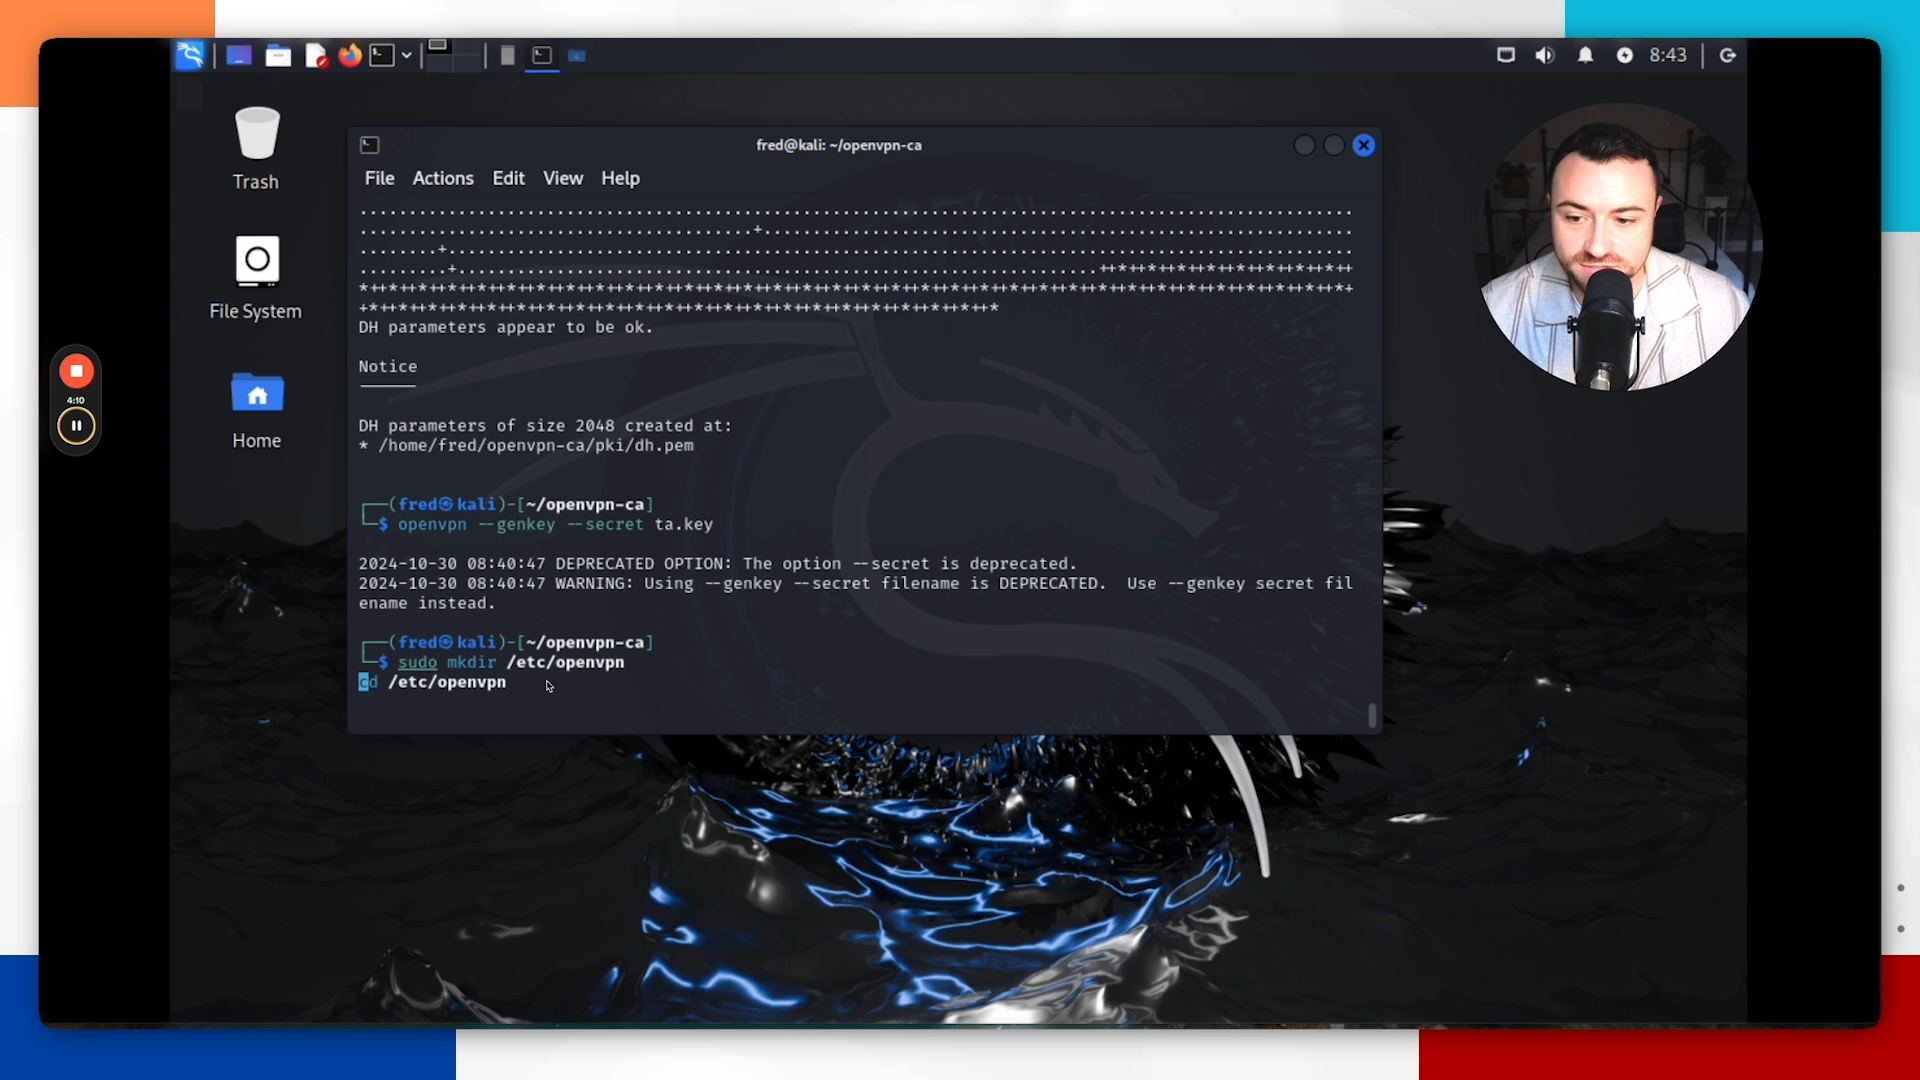 8:43
Trash
File System
Home
4:10
fred@kali: ~/openvpn-ca
File Actions Edit View Help
.....................................................................................................
........................................+............................................................
........+............................................................................................
.........+.................................................................++*++*++*++*++*++*++*++*++
DH parameters appear to be ok.
Notice
DH parameters of size 2048 created at:
* /home/fred/openvpn-ca/pki/dh.pem
┌──(fred㉿kali)-[~/openvpn-ca]
└─$ openvpn --genkey --secret ta.key
2024-10-30 08:40:47 DEPRECATED OPTION: The option --secret is deprecated.
2024-10-30 08:40:47 WARNING: Using --genkey --secret filename is DEPRECATED.  Use --genkey secret fil
ename instead.
┌──(fred㉿kali)-[~/openvpn-ca]
└─$ sudo mkdir /etc/openvpn
cd /etc/openvpn